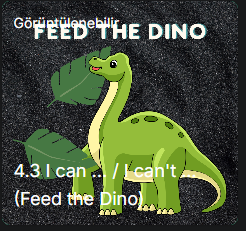 Görüntülenebilir
FEED THE DINO
4.3 I can ... / I can't
(Feed the Dino)